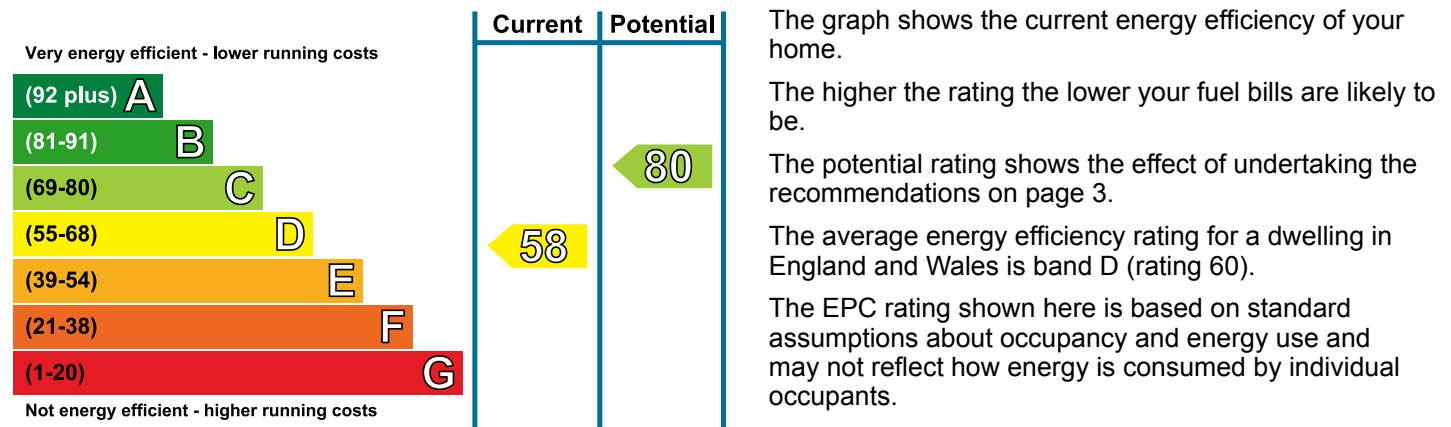 Current Potential
Very energy efficient - lower running costs
(92 plus) A
(81-91) B
(69-80) C
(55-68) D
(39-54) E
(21-38) F
(1-20) G
Not energy efficient - higher running costs
80
58
The graph shows the current energy efficiency of your
home.
The higher the rating the lower your fuel bills are likely to
be.
The potential rating shows the effect of undertaking the
recommendations on page 3.
The average energy efficiency rating for a dwelling in
England and Wales is band D (rating 60).
The EPC rating shown here is based on standard
assumptions about occupancy and energy use and
may not reflect how energy is consumed by individual
occupants.